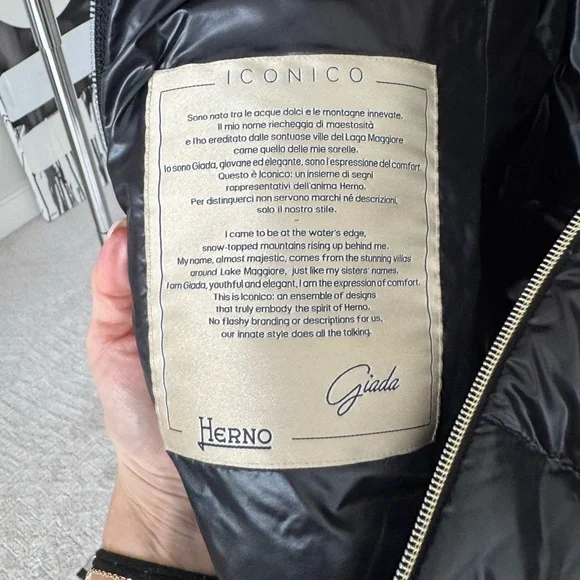 ICONICO
Sono nata tra le acque dolci e le montagne innevate.
Il mio nome riecheggia di maestosità
e l'ho ereditato dalle santuose ville del Lago Maggiore
come quello delle mie sorelle.
Io sono Giada, giovane ed elegante, sono l'espressione del comfort.
Questo è Iconico: un insieme di segni
rappresentativi dell'anima Herno.
Per distinguerci non servono marchi né descrizioni,
solo il nostro stile.
–
I came to be at the water's edge,
snow-topped mountains rising up behind me.
My name, almost majestic, comes from the stunning villas
around Lake Maggiore, just like my sisters' names.
I am Giada, youthful and elegant, I am the expression of comfort.
This is Iconico: an ensemble of designs
that truly embody the spirit of Herno.
No flashy branding or descriptions for us,
our innate style does all the talking.
Giada
HERNO